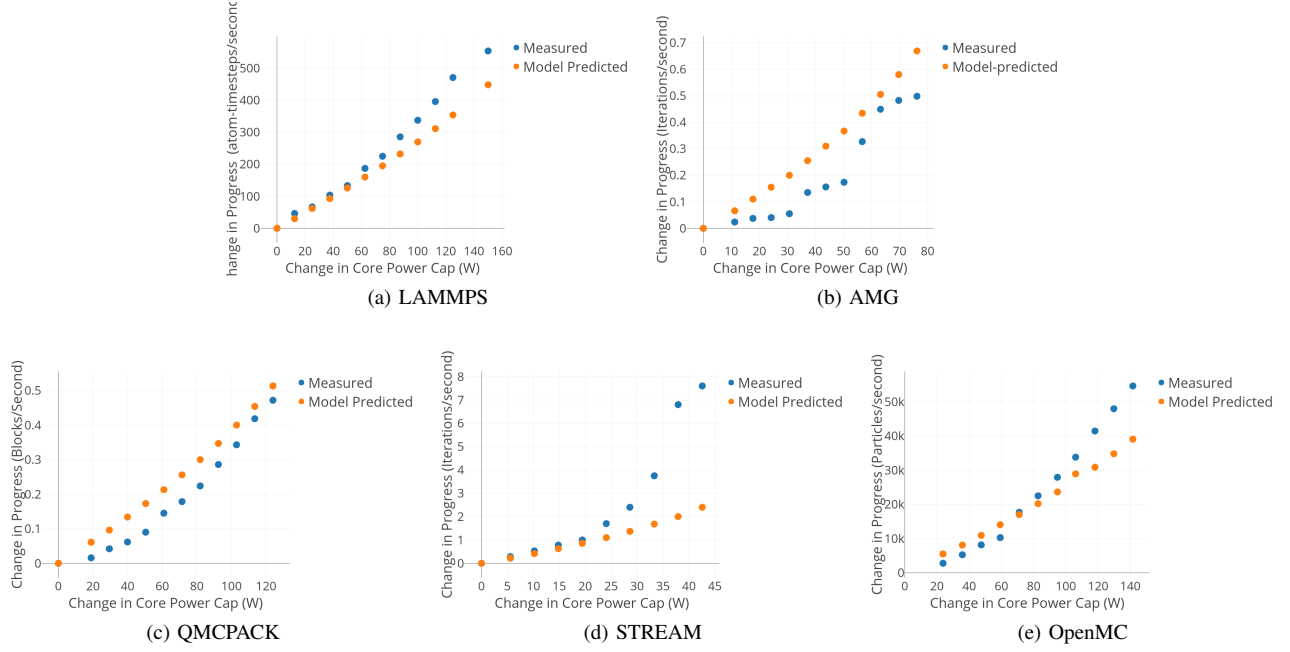 hange in Progress (atom-timesteps/second
500
400
300
200
100
0
0 20 40 60 80 100 120 140 160
Change in Core Power Cap (W)
Measured
Model Predicted
(a) LAMMPS
Change in Progress (Iterations/second)
0.7
0.6
0.5
0.4
0.3
0.2
0.1
0
0 10 20 30 40 50 60 70 80
Change in Core Power Cap (W)
Measured
Model-predicted
(b) AMG
Change in Progress (Blocks/Second)
0.5
0.4
0.3
0.2
0.1
0
0 20 40 60 80 100 120
Change in Core Power Cap (W)
Measured
Model Predicted
(c) QMCPACK
Change in Progress (Iterations/second)
8
7
6
5
4
3
2
1
0
0 5 10 15 20 25 30 35 40 45
Change in Core Power Cap (W)
Measured
Model Predicted
(d) STREAM
Change in Progress (Particles/second)
50k
40k
30k
20k
10k
0
0 20 40 60 80 100 120 140
Change in Core Power Cap (W)
Measured
Model Predicted
(e) OpenMC